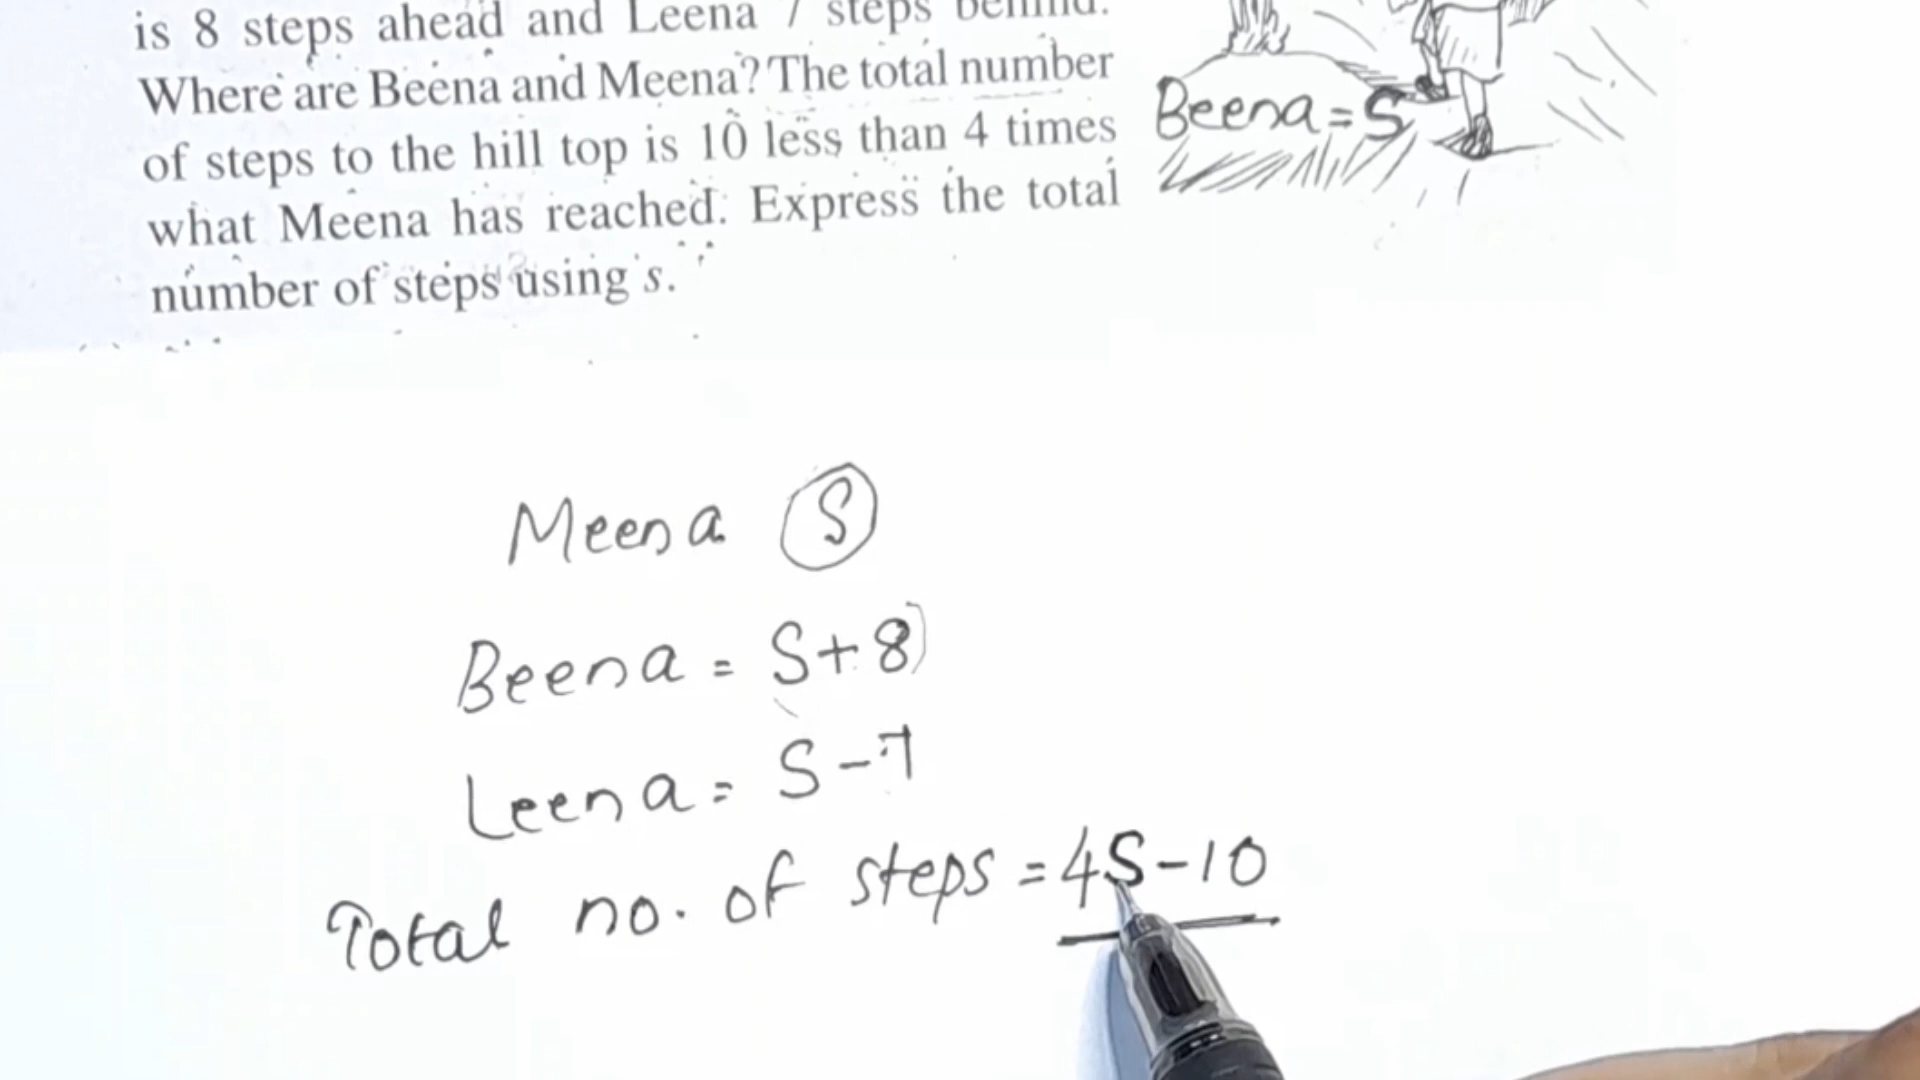 is 8 steps ahead and Leena 7 steps behind.
Where are Beena and Meena? The total number
of steps to the hill top is 10 less than 4 times
what Meena has reached. Express the total
number of steps using s.
Beena = S
Meena S
Beena = S+8
Leena = S-7
Total no. of steps = 4S-10